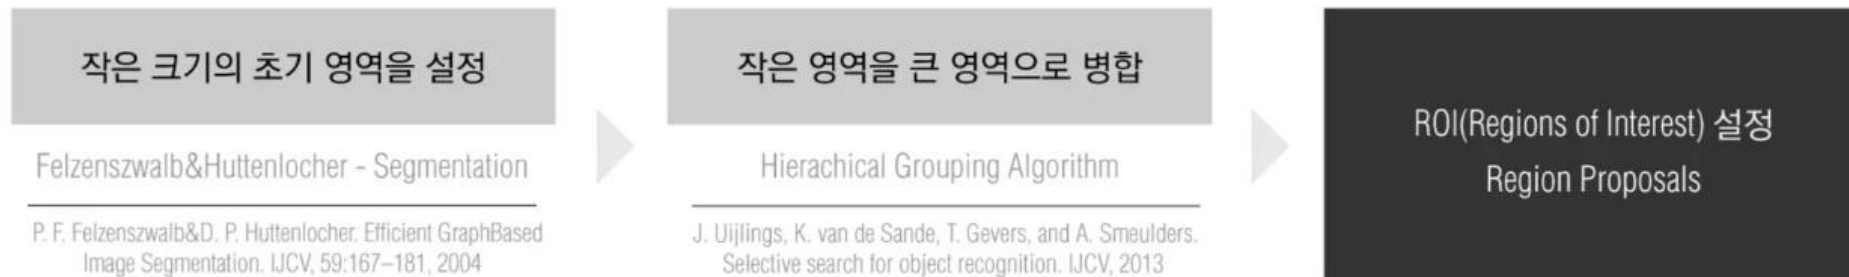 작은 크기의 초기 영역을 설정
Felzenszwalb&Huttenlocher - Segmentation
P. F. Felzenszwalb&D. P. Huttenlocher. Efficient GraphBased
Image Segmentation. IJCV, 59:167–181, 2004
작은 영역을 큰 영역으로 병합
Hierachical Grouping Algorithm
J. Uijlings, K. van de Sande, T. Gevers, and A. Smeulders.
Selective search for object recognition. IJCV, 2013
ROI(Regions of Interest) 설정
Region Proposals